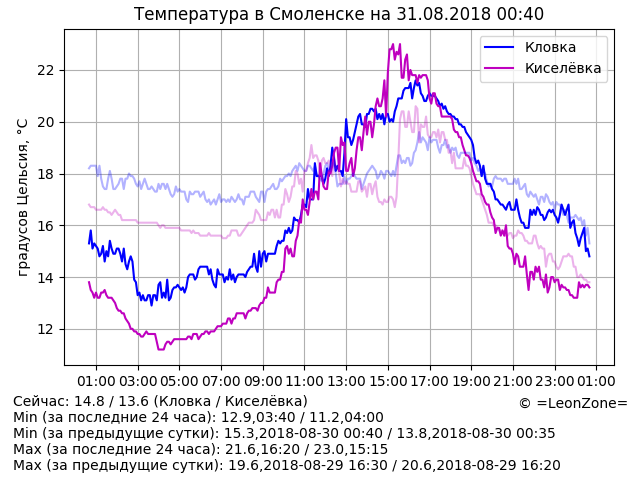 Температура в Смоленске на 31.08.2018 00:40
Кловка
Киселёвка
градусов Цельсия, °C
22
20
18
16
14
12
01:00 03:00 05:00 07:00 09:00 11:00 13:00 15:00 17:00 19:00 21:00 23:00 01:00
Сейчас: 14.8 / 13.6 (Кловка / Киселёвка)
© =LeonZone=
Min (за последние 24 часа): 12.9,03:40 / 11.2,04:00
Min (за предыдущие сутки): 15.3,2018-08-30 00:40 / 13.8,2018-08-30 00:35
Max (за последние 24 часа): 21.6,16:20 / 23.0,15:15
Max (за предыдущие сутки): 19.6,2018-08-29 16:30 / 20.6,2018-08-29 16:20